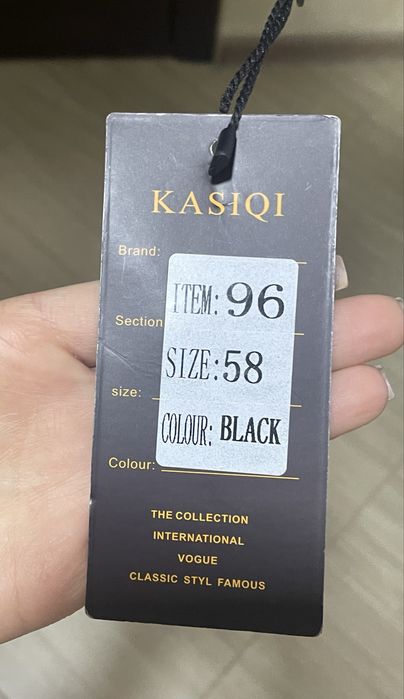 KASIQI
Brand:
ITEM: 96
Section
SIZE:58
size:
COLOUR: BLACK
Colour:
THE COLLECTION
INTERNATIONAL
VOGUE
CLASSIC STYL FAMOUS